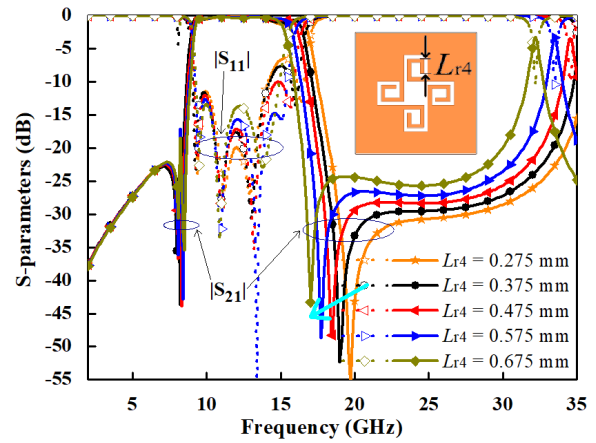 S-parameters (dB)
0
-5
-10
-15
-20
-25
-30
-35
-40
-45
-50
-55
|S11|
|S21|
Lr4
Lr4 = 0.275 mm
Lr4 = 0.375 mm
Lr4 = 0.475 mm
Lr4 = 0.575 mm
Lr4 = 0.675 mm
5 10 15 20 25 30 35
Frequency (GHz)